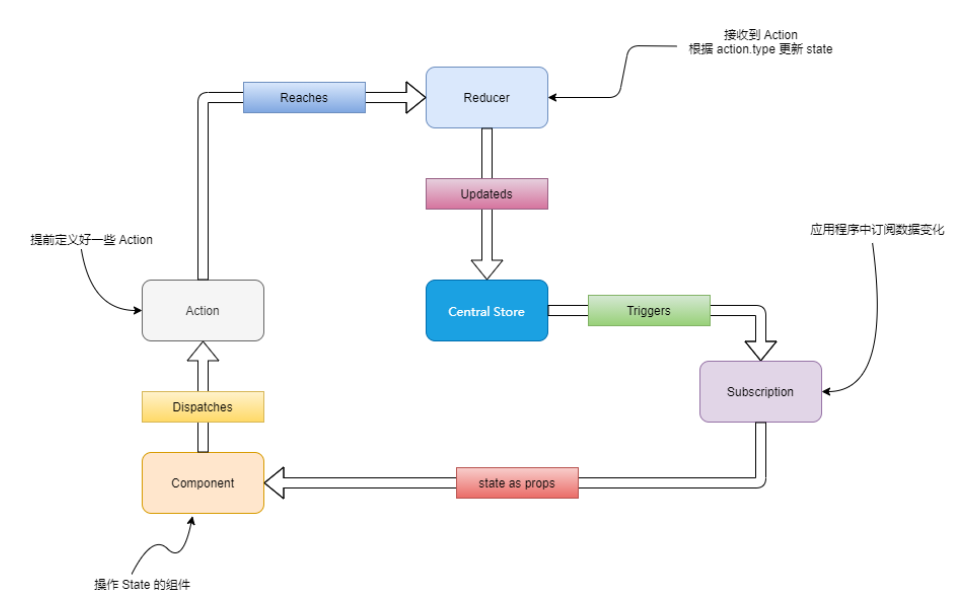 接收到 Action
根据 action.type 更新 state
Reaches
Reducer
Updateds
应用程序中订阅数据变化
提前定义好一些 Action
Action
Central Store
Triggers
Subscription
Dispatches
Component
state as props
操作 State 的组件